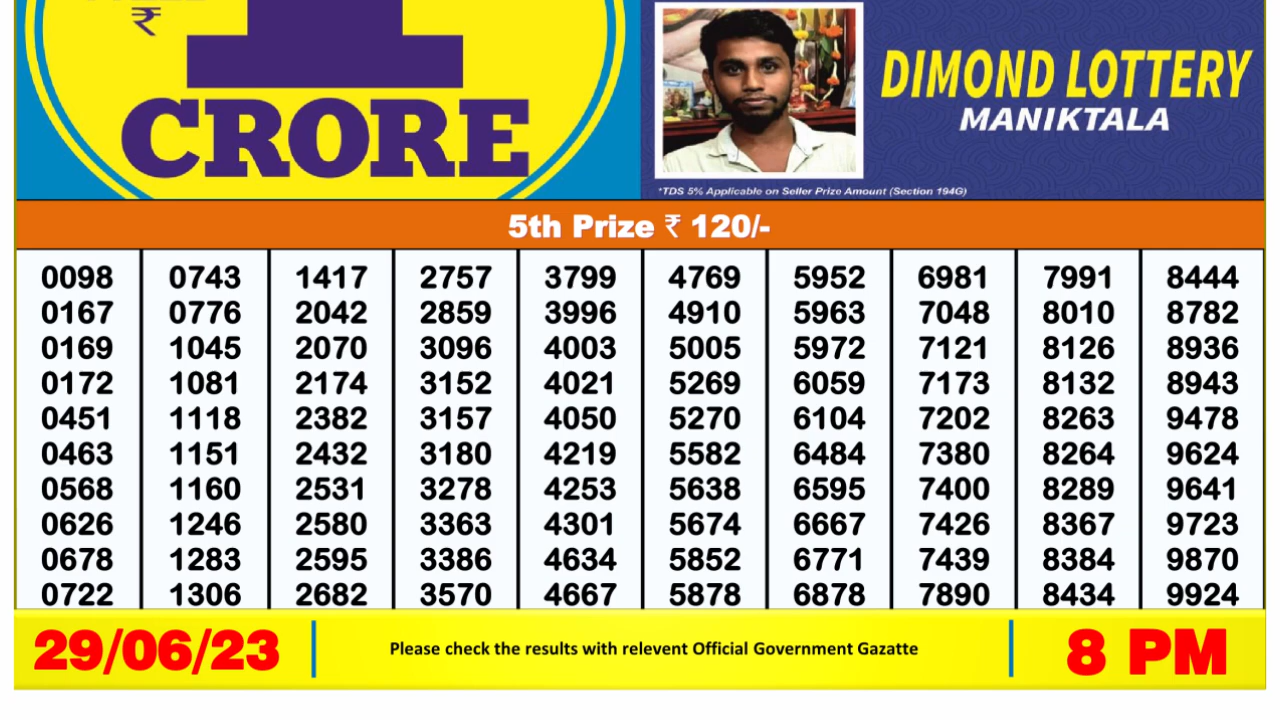 ₹
1
CRORE
DIMOND LOTTERY
MANIKTALA
*TDS 5% Applicable on Seller Prize Amount (Section 194G)
5th Prize ₹ 120/-
0098 0743 1417 2757 3799 4769 5952 6981 7991 8444
0167 0776 2042 2859 3996 4910 5963 7048 8010 8782
0169 1045 2070 3096 4003 5005 5972 7121 8126 8936
0172 1081 2174 3152 4021 5269 6059 7173 8132 8943
0451 1118 2382 3157 4050 5270 6104 7202 8263 9478
0463 1151 2432 3180 4219 5582 6484 7380 8264 9624
0568 1160 2531 3278 4253 5638 6595 7400 8289 9641
0626 1246 2580 3363 4301 5674 6667 7426 8367 9723
0678 1283 2595 3386 4634 5852 6771 7439 8384 9870
0722 1306 2682 3570 4667 5878 6878 7890 8434 9924
29/06/23
Please check the results with relevent Official Government Gazatte
8 PM